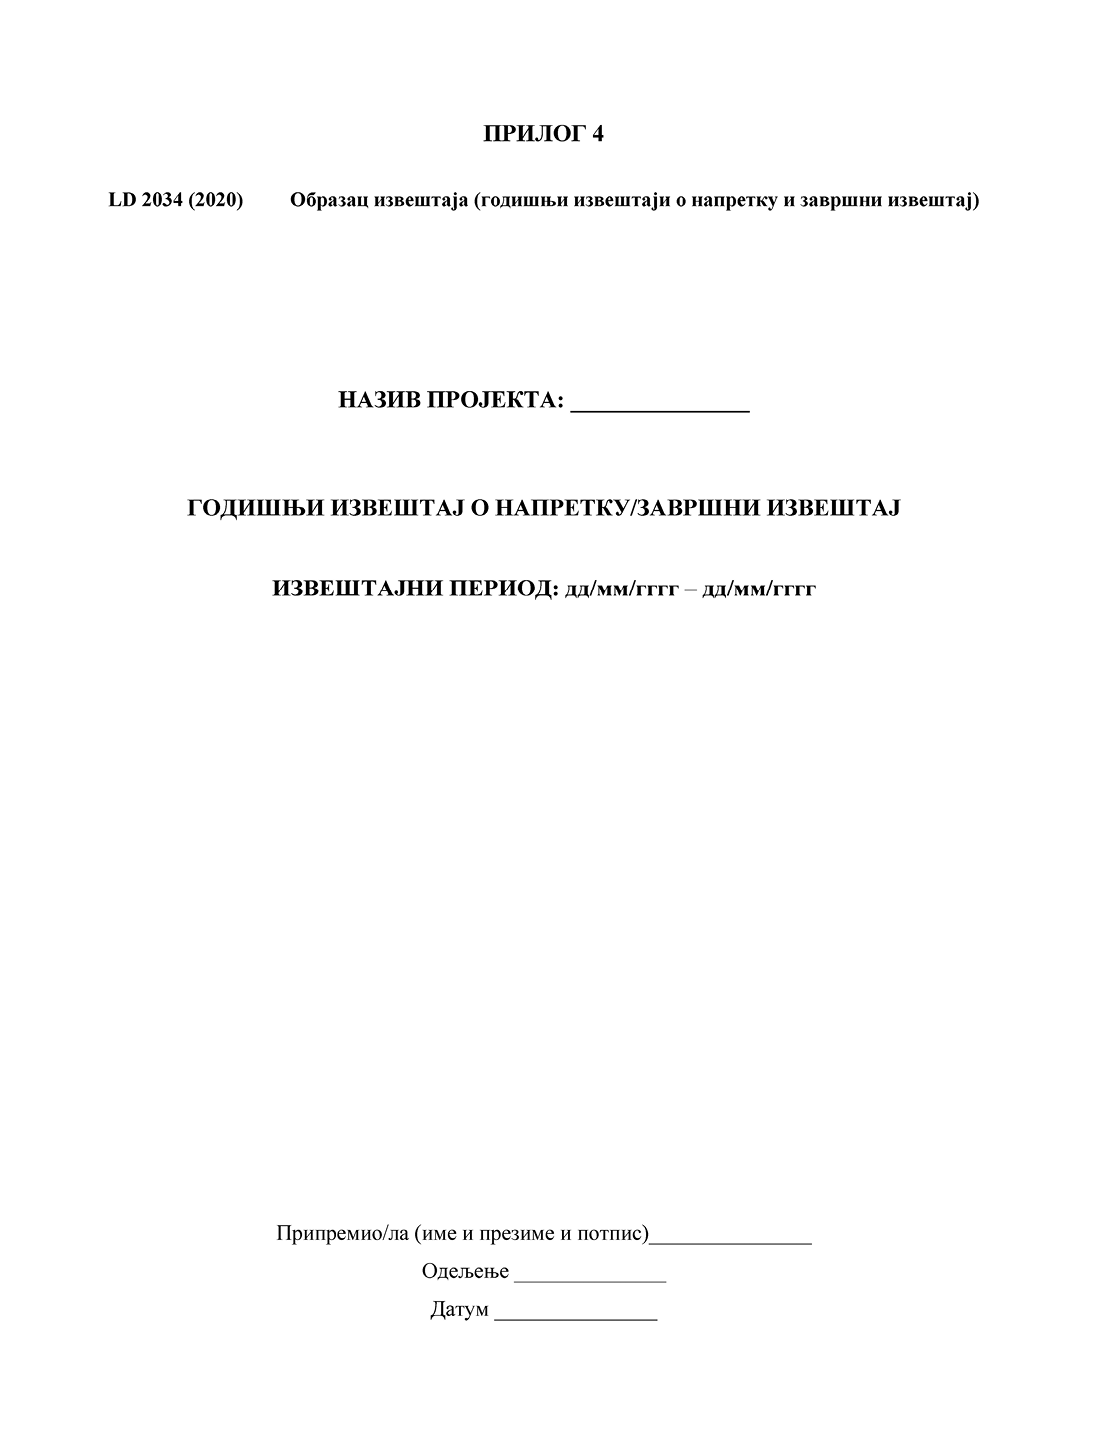 ПРИЛОГ 4
LD 2034 (2020) Образац извештаја (годишњи извештаји о напретку и завршни извештај)
НАЗИВ ПРОЈЕКТА: _______________
ГОДИШЊИ ИЗВЕШТАЈ О НАПРЕТКУ/ЗАВРШНИ ИЗВЕШТАЈ
ИЗВЕШТАЈНИ ПЕРИОД: дд/мм/гггг – дд/мм/гггг
Припремио/ла (име и презиме и потпис)_______________
Одељење ______________
Датум _______________